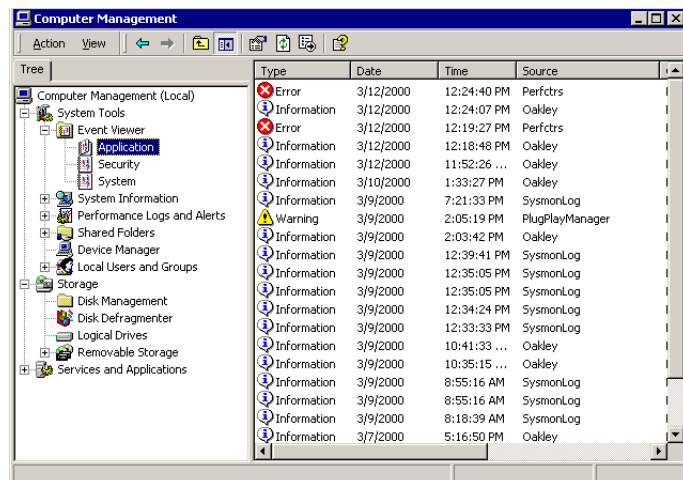 Computer Management
Action View
Tree
Computer Management (Local)
System Tools
Event Viewer
Application
Security
System
System Information
Performance Logs and Alerts
Shared Folders
Device Manager
Local Users and Groups
Storage
Disk Management
Disk Defragmenter
Logical Drives
Removable Storage
Services and Applications
Type Date Time Source
Error 3/12/2000 12:24:40 PM Perfctrs
Information 3/12/2000 12:24:07 PM Oakley
Error 3/12/2000 12:19:27 PM Perfctrs
Information 3/12/2000 12:18:48 PM Oakley
Information 3/12/2000 11:52:26 ... Oakley
Information 3/10/2000 1:33:27 PM Oakley
Information 3/9/2000 7:21:33 PM SysmonLog
Warning 3/9/2000 2:05:19 PM PlugPlayManager
Information 3/9/2000 2:03:42 PM Oakley
Information 3/9/2000 12:39:41 PM SysmonLog
Information 3/9/2000 12:35:05 PM SysmonLog
Information 3/9/2000 12:35:05 PM SysmonLog
Information 3/9/2000 12:34:24 PM SysmonLog
Information 3/9/2000 12:33:33 PM SysmonLog
Information 3/9/2000 10:41:33 ... Oakley
Information 3/9/2000 10:35:15 ... Oakley
Information 3/9/2000 8:55:16 AM SysmonLog
Information 3/9/2000 8:55:16 AM SysmonLog
Information 3/9/2000 8:18:39 AM SysmonLog
Information 3/7/2000 5:16:50 PM Oakley